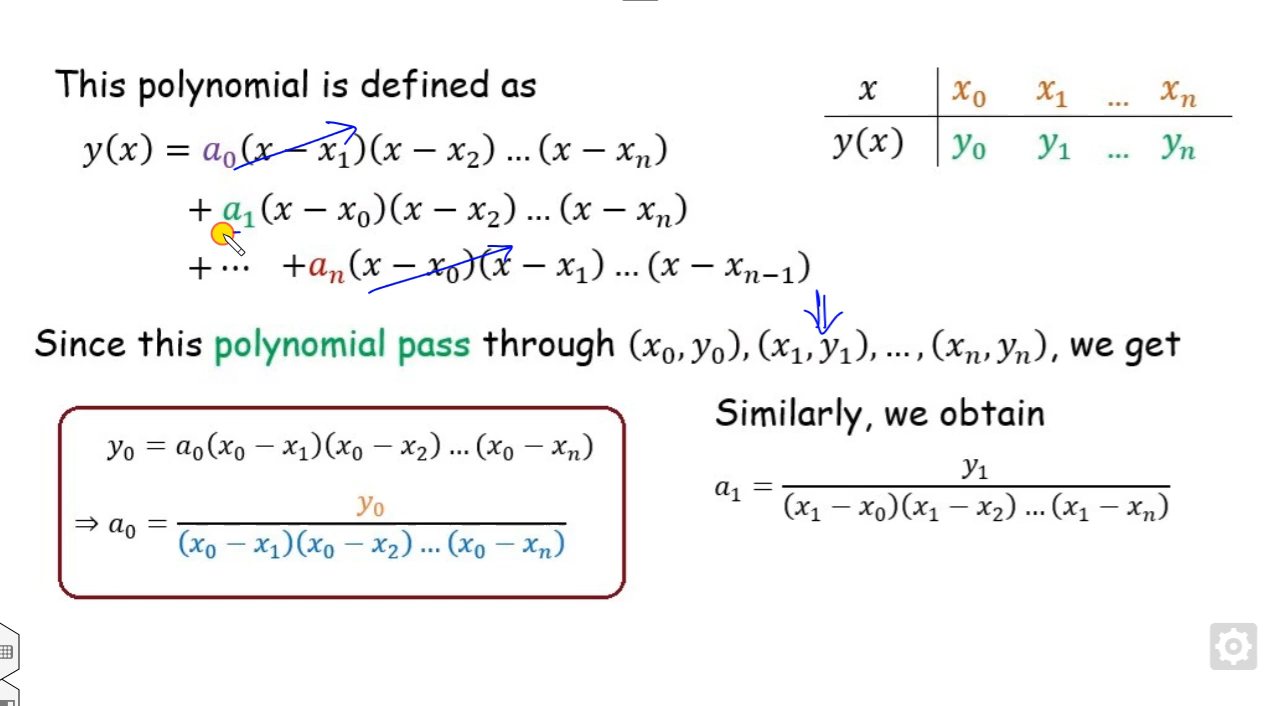 This polynomial is defined as
y(x) = a₀(x − x₁)(x − x₂) ... (x − xₙ)
+ a₁(x − x₀)(x − x₂) ... (x − xₙ)
+ ⋯ +aₙ(x − x₀)(x − x₁) ... (x − xₙ₋₁)
x x₀ x₁ ... xₙ
y(x) y₀ y₁ ... yₙ
Since this polynomial pass through (x₀, y₀), (x₁, y₁), ... , (xₙ, yₙ), we get
y₀ = a₀(x₀ − x₁)(x₀ − x₂) ... (x₀ − xₙ)
⇒ a₀ = y₀ / (x₀ − x₁)(x₀ − x₂) ... (x₀ − xₙ)
Similarly, we obtain
a₁ = y₁ / (x₁ − x₀)(x₁ − x₂) ... (x₁ − xₙ)